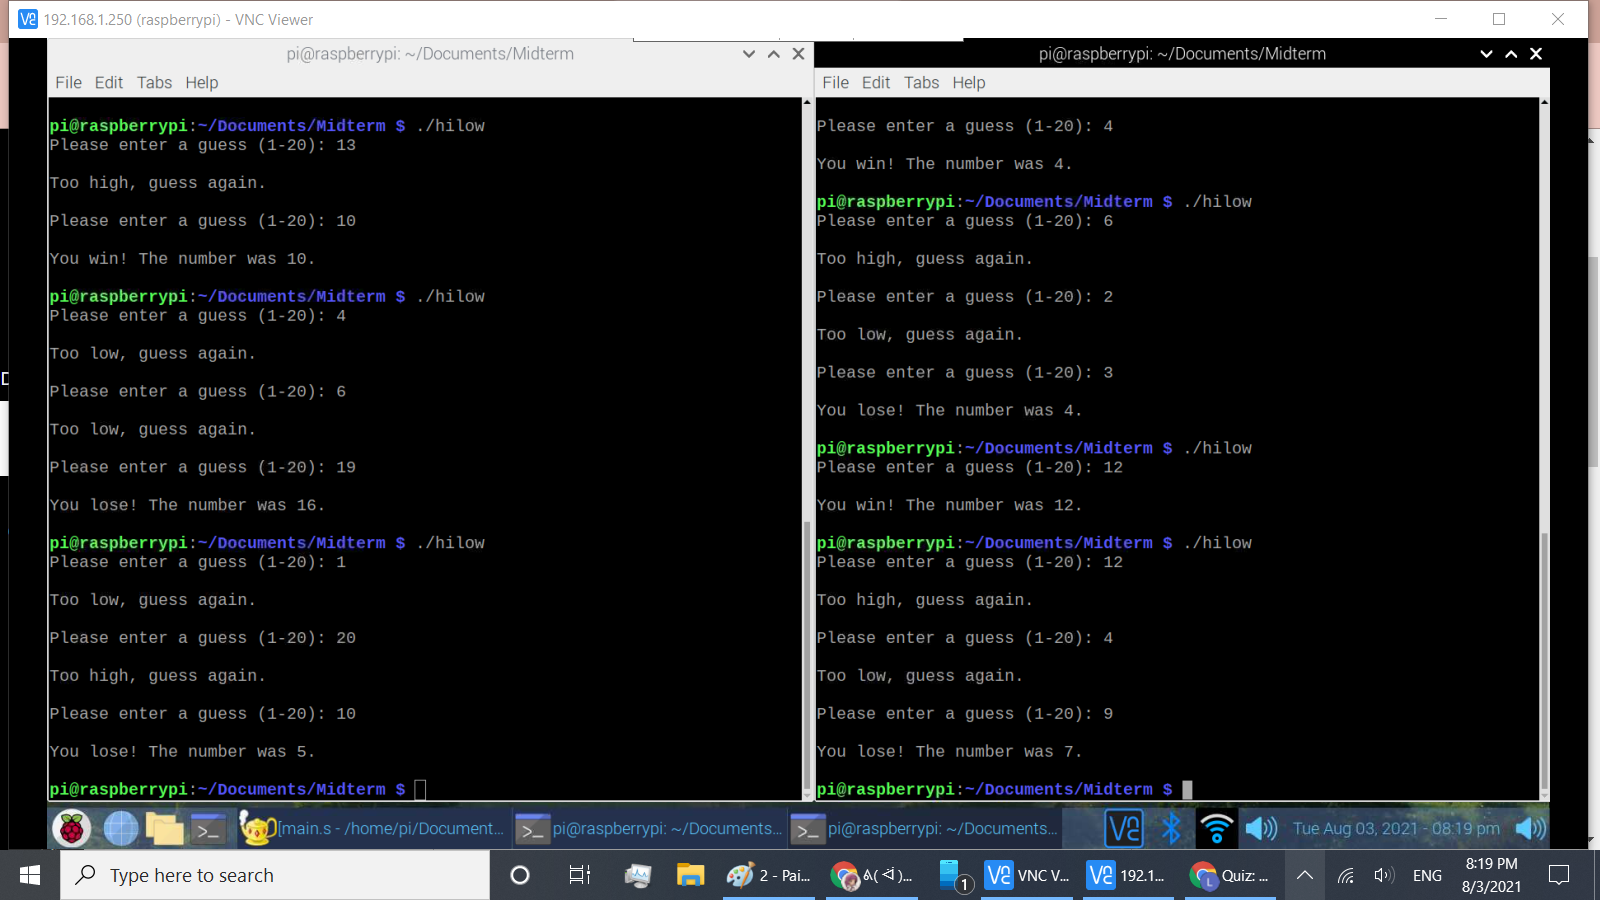 192.168.1.250 (raspberrypi) - VNC Viewer
pi@raspberrypi: ~/Documents/Midterm
File Edit Tabs Help
pi@raspberrypi:~/Documents/Midterm $ ./hilow
Please enter a guess (1-20): 13
Too high, guess again.
Please enter a guess (1-20): 10
You win! The number was 10.
pi@raspberrypi:~/Documents/Midterm $ ./hilow
Please enter a guess (1-20): 4
Too low, guess again.
Please enter a guess (1-20): 6
Too low, guess again.
Please enter a guess (1-20): 19
You lose! The number was 16.
pi@raspberrypi:~/Documents/Midterm $ ./hilow
Please enter a guess (1-20): 1
Too low, guess again.
Please enter a guess (1-20): 20
Too high, guess again.
Please enter a guess (1-20): 10
You lose! The number was 5.
pi@raspberrypi:~/Documents/Midterm $
pi@raspberrypi: ~/Documents/Midterm
File Edit Tabs Help
Please enter a guess (1-20): 4
You win! The number was 4.
pi@raspberrypi:~/Documents/Midterm $ ./hilow
Please enter a guess (1-20): 6
Too high, guess again.
Please enter a guess (1-20): 2
Too low, guess again.
Please enter a guess (1-20): 3
You lose! The number was 4.
pi@raspberrypi:~/Documents/Midterm $ ./hilow
Please enter a guess (1-20): 12
You win! The number was 12.
pi@raspberrypi:~/Documents/Midterm $ ./hilow
Please enter a guess (1-20): 12
Too high, guess again.
Please enter a guess (1-20): 4
Too low, guess again.
Please enter a guess (1-20): 9
You lose! The number was 7.
pi@raspberrypi:~/Documents/Midterm $
[main.s - /home/pi/Document... pi@raspberrypi: ~/Documents... pi@raspberrypi: ~/Documents... Tue Aug 03, 2021 - 08:19 pm
Type here to search 2 - Pai... 1 VNC V... 192.1... Quiz: ... ENG 8:19 PM
8/3/2021